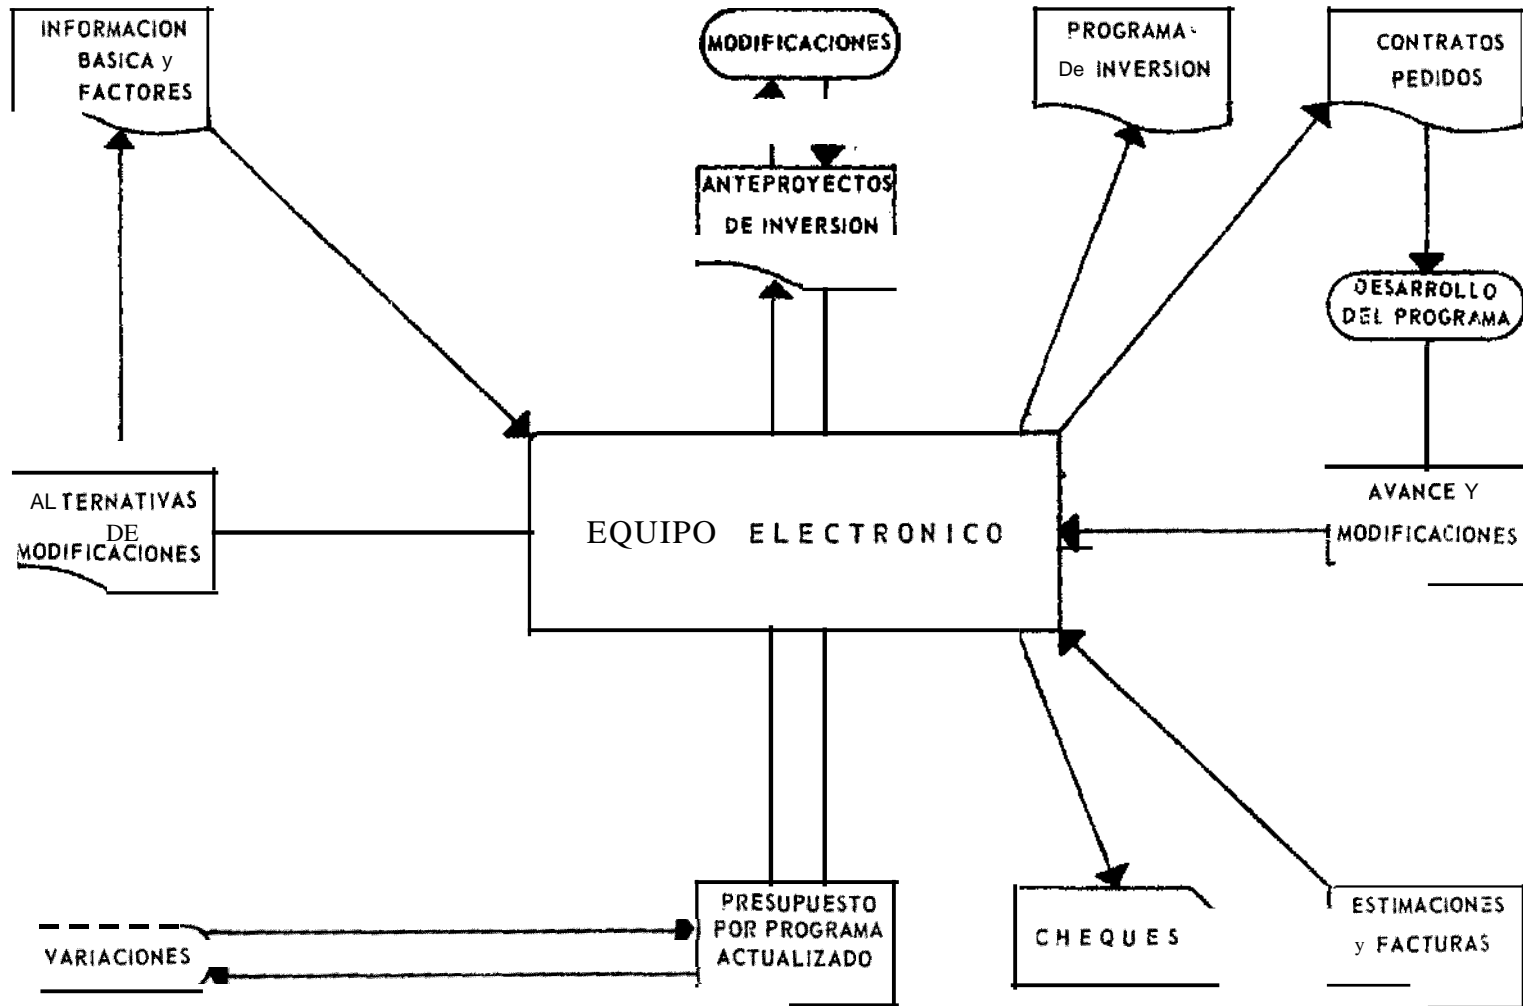 INFORMACION
BASICA y
FACTORES
MODIFICACIONES
PROGRAMA
De INVERSION
CONTRATOS
PEDIDOS
ANTEPROYECTOS
DE INVERSION
DESARROLLO
DEL PROGRAMA
ALTERNATIVAS
DE
MODIFICACIONES
EQUIPO ELECTRONICO
AVANCE Y
MODIFICACIONES
VARIACIONES
PRESUPUESTO
POR PROGRAMA
ACTUALIZADO
CHEQUES
ESTIMACIONES
y FACTURAS